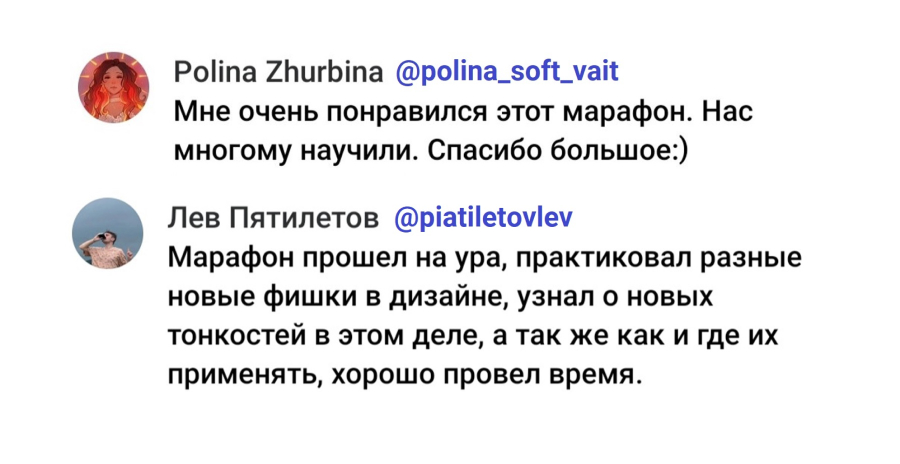 Polina Zhurbina @polina_soft_vait
Мне очень понравился этот марафон. Нас
многому научили. Спасибо большое:)
Лев Пятилетов @piatiletovlev
Марафон прошел на ура, практиковал разные
новые фишки в дизайне, узнал о новых
тонкостей в этом деле, а так же как и где их
применять, хорошо провел время.